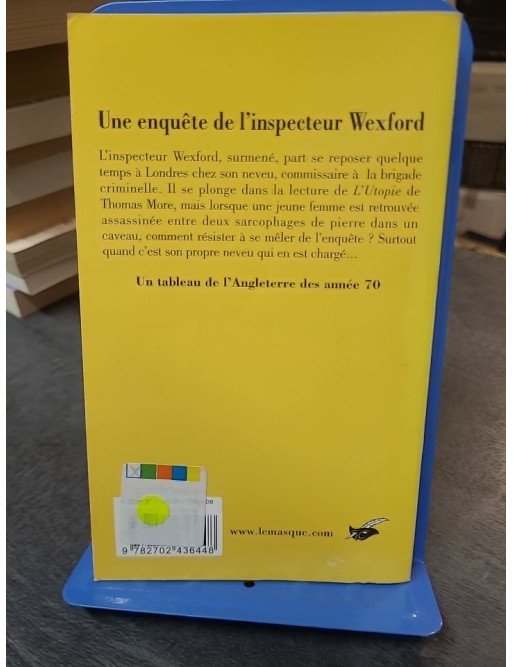 Une enquête de l'inspecteur Wexford
L'inspecteur Wexford, surmené, part se reposer quelque
temps à Londres chez son neveu, commissaire à la brigade
criminelle. Il se plonge dans la lecture de L'Utopie de
Thomas More, mais lorsque une jeune femme est retrouvée
assassinée entre deux sarcophages de pierre dans un
caveau, comment résister à se mêler de l'enquête ? Surtout
quand c'est son propre neveu qui en est chargé...
Un tableau de l'Angleterre des année 70
www.lemasque.com
9 782702 436448